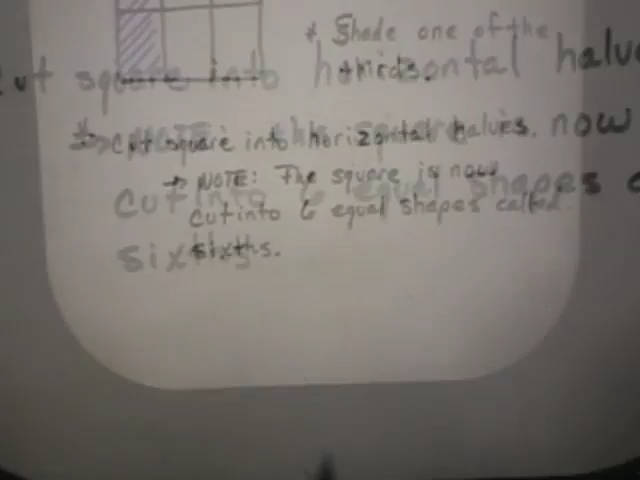 * Shade one of the
thirds.
cut square into horizontal halves.
→ NOTE: The square is now
cut into 6 equal shapes called
sixths.